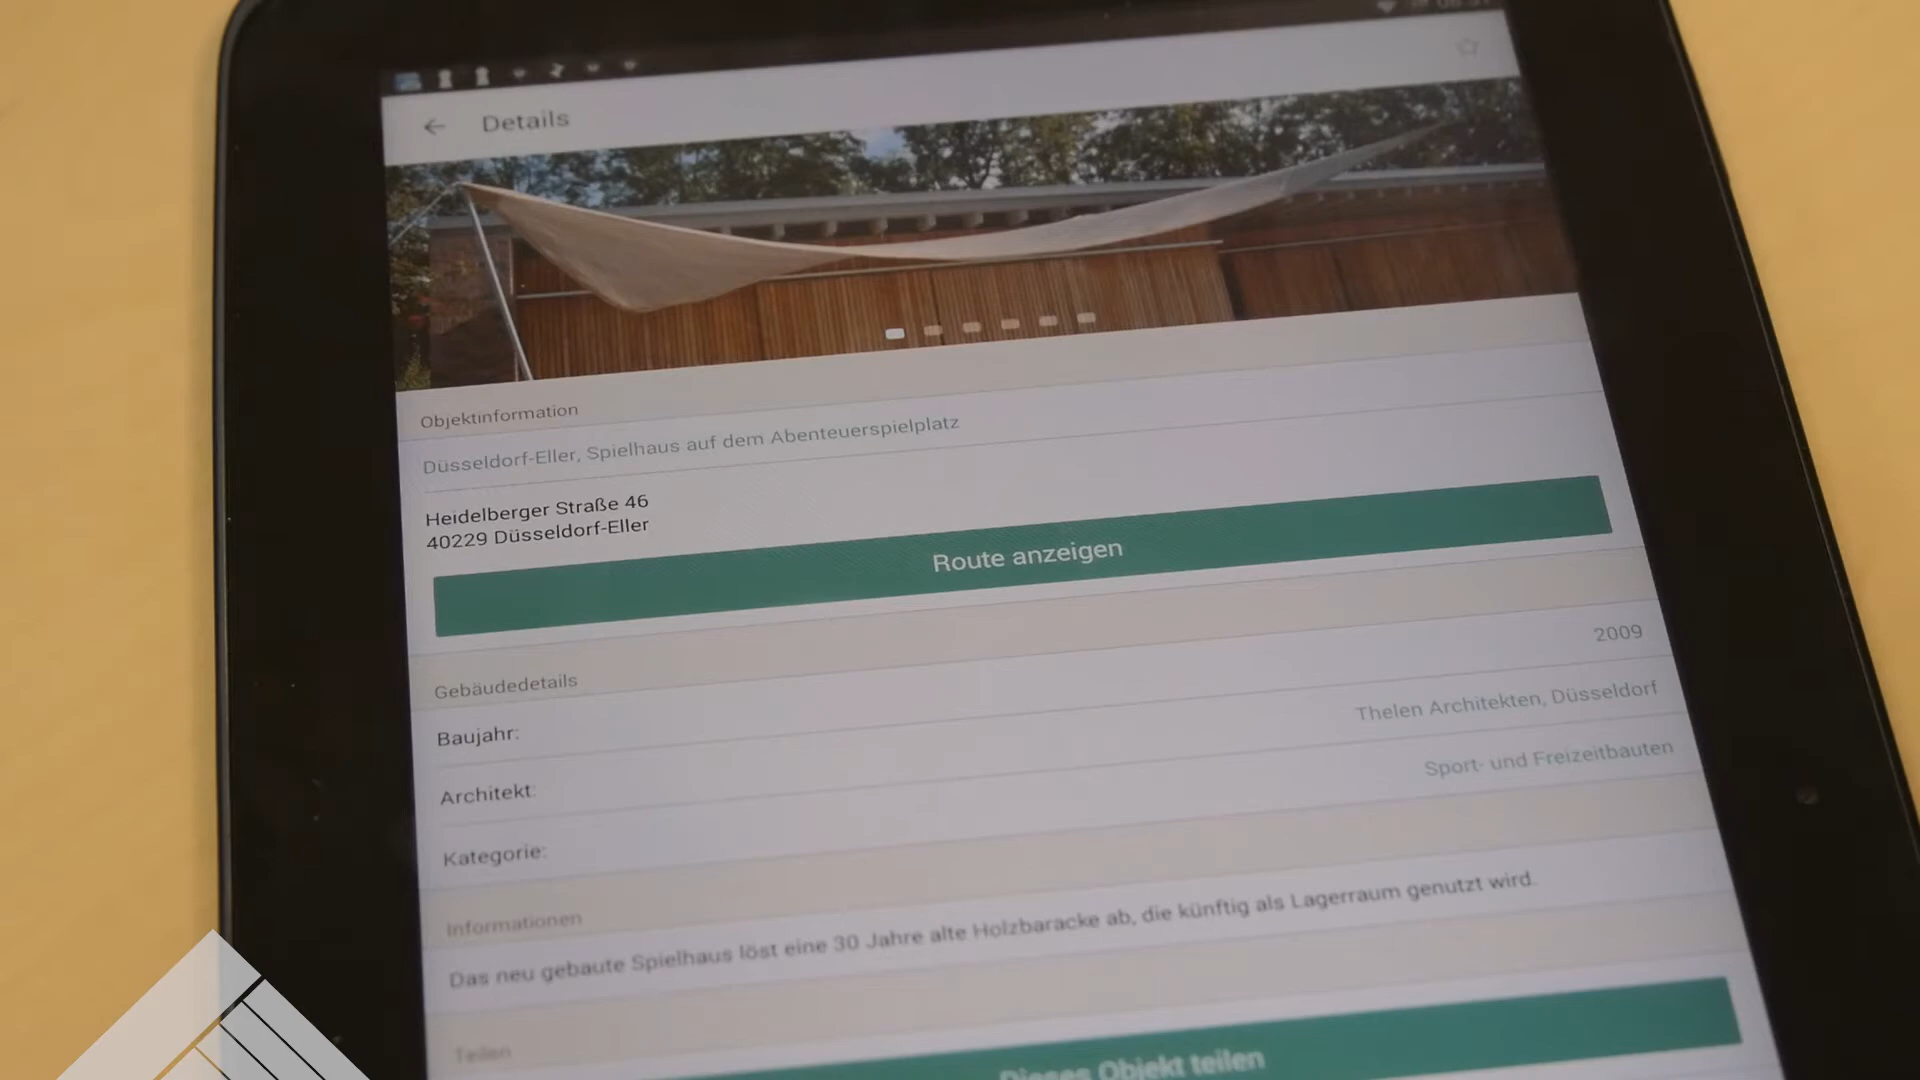 Details
Objektinformation
Düsseldorf-Eller, Spielhaus auf dem Abenteuerspielplatz
Heidelberger Straße 46
40229 Düsseldorf-Eller
Route anzeigen
Gebäudedetails
Baujahr:
2009
Architekt:
Thelen Architekten, Düsseldorf
Kategorie:
Sport- und Freizeitbauten
Informationen
Das neu gebaute Spielhaus löst eine 30 Jahre alte Holzbaracke ab, die künftig als Lagerraum genutzt wird.
Teilen
Dieses Objekt teilen